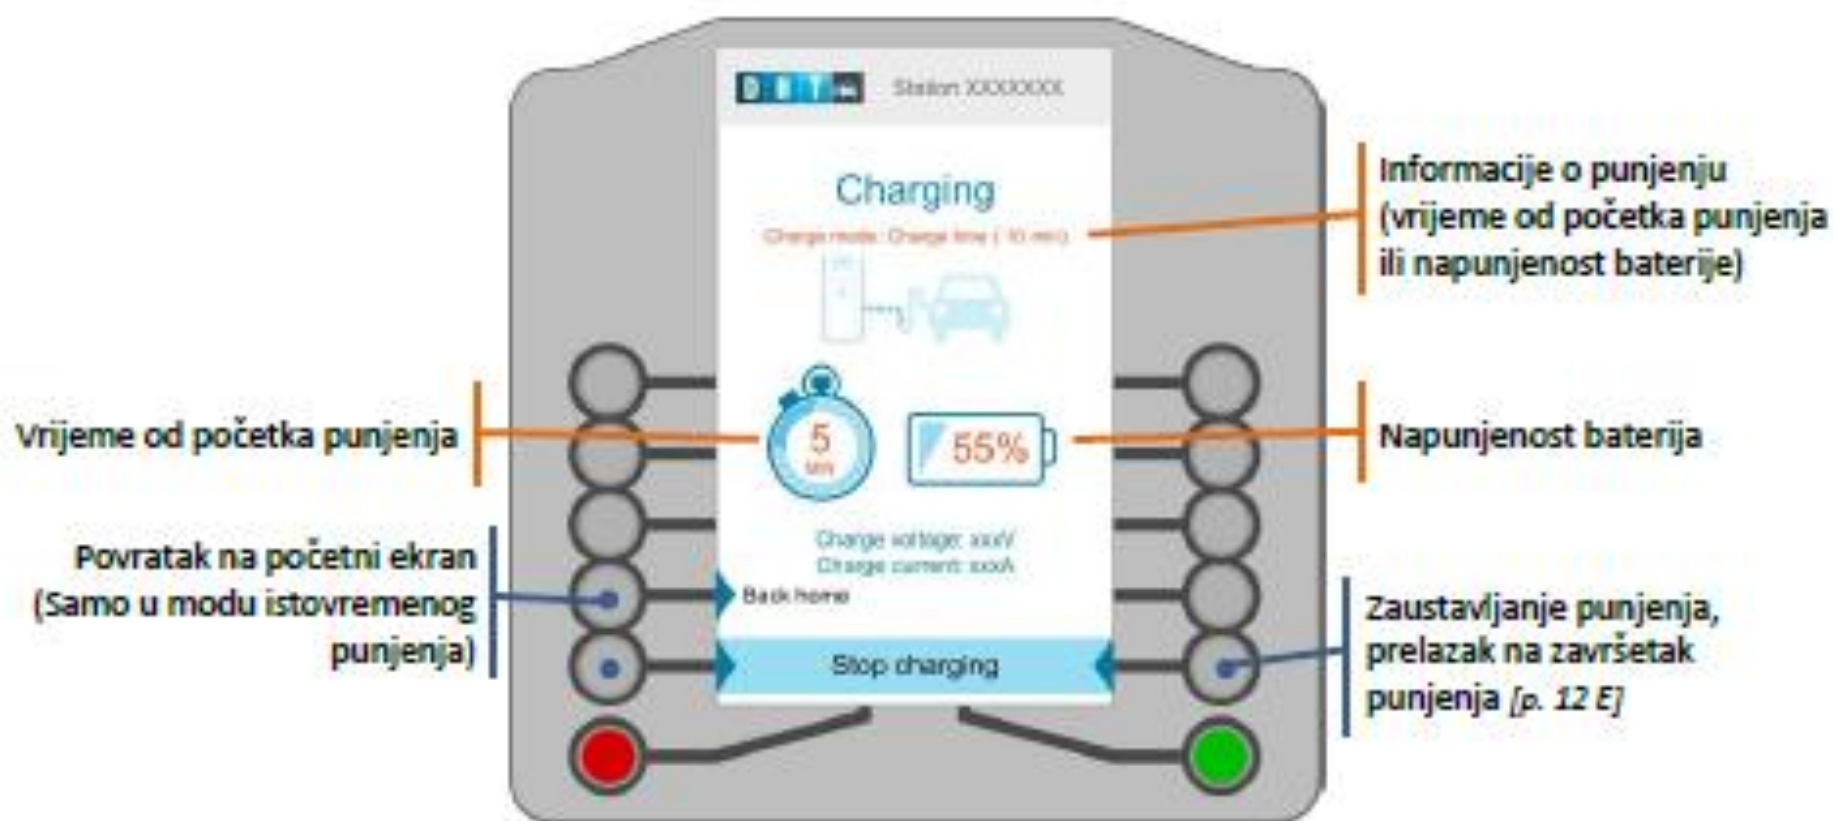 DBT
Station XXXXXXXX
Charging
Charge mode: Charge time ( 10 min)
5
MIN
55%
Charge voltage: xxxV
Charge current: xxxA
Back home
Stop charging
Informacije o punjenju
(vrijeme od početka punjenja
ili napunjenost baterije)
Vrijeme od početka punjenja
Napunjenost baterija
Povratak na početni ekran
(Samo u modu istovremenog
punjenja)
Zaustavljanje punjenja,
prelazak na završetak
punjenja [p. 12 E]